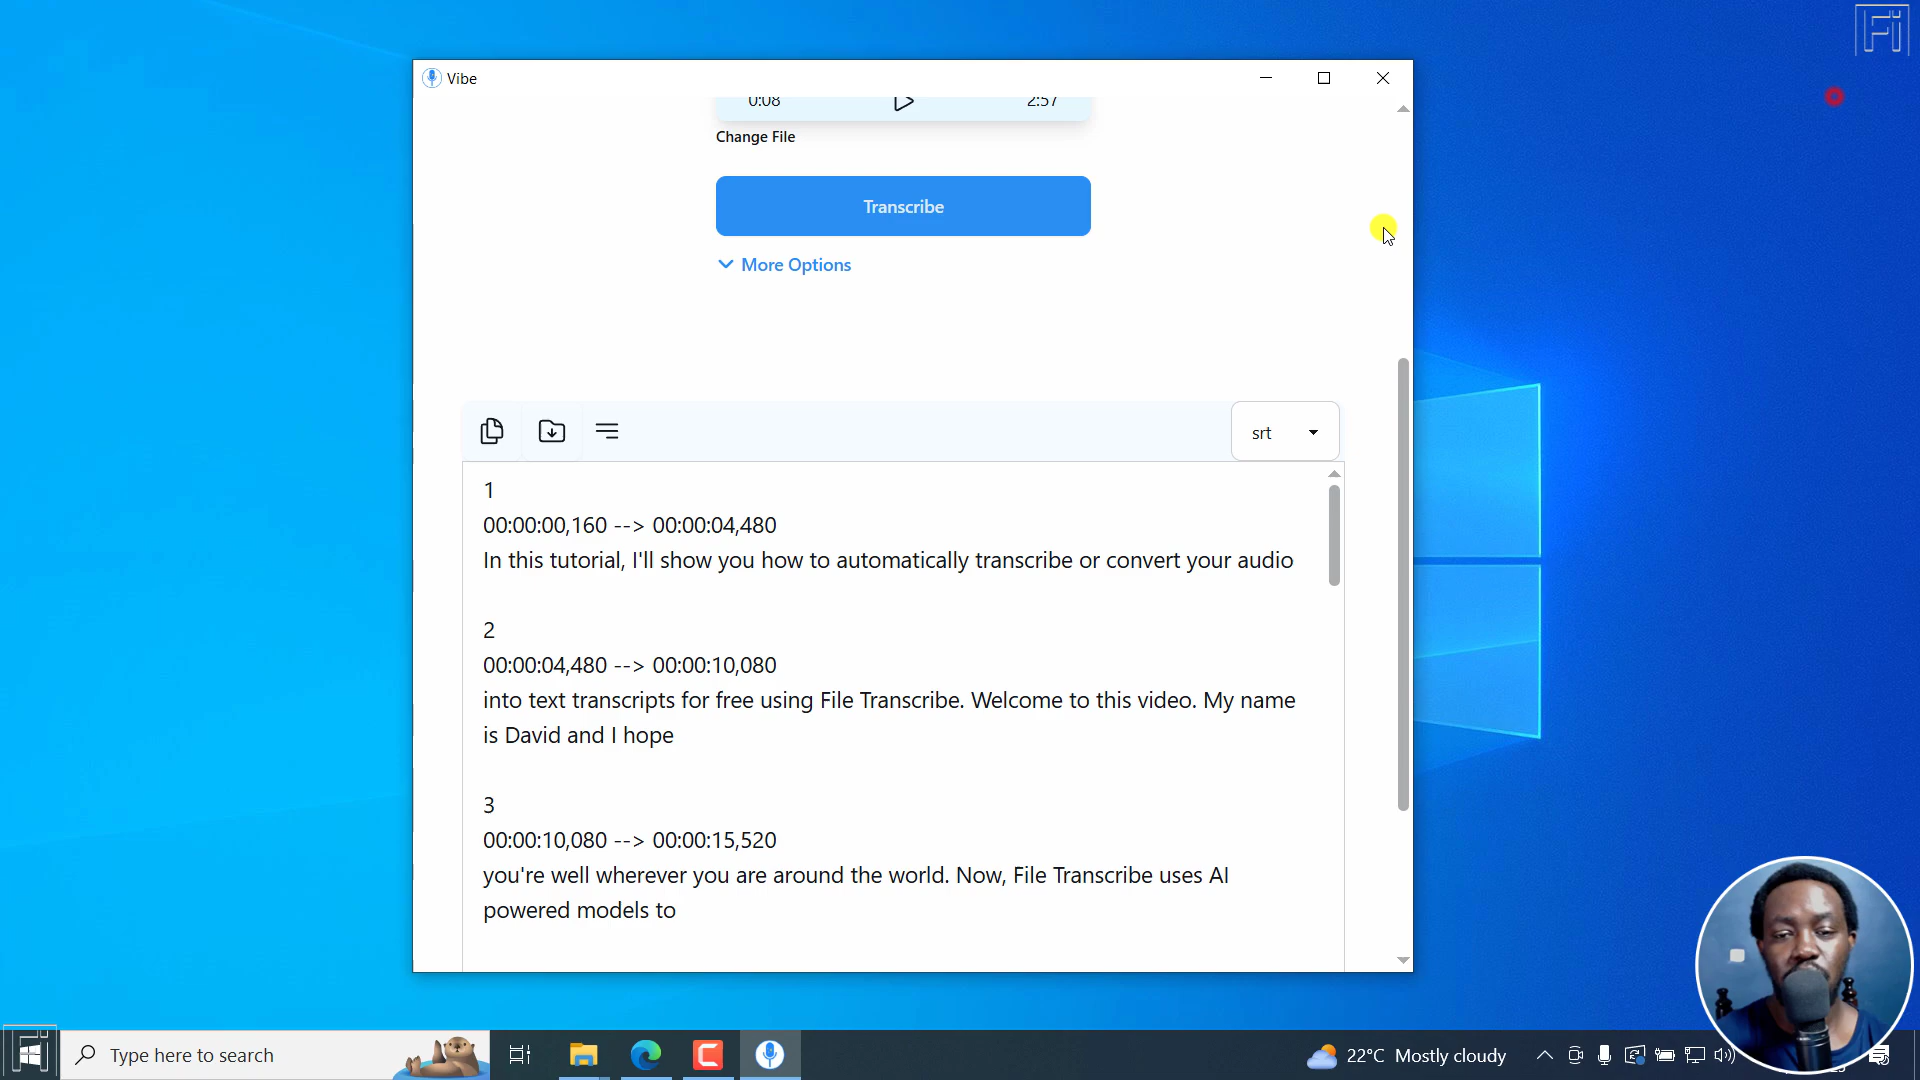 Fi
Vibe
0:08 2:57
Change File
Transcribe
More Options
srt
1
00:00:00,160 --> 00:00:04,480
In this tutorial, I'll show you how to automatically transcribe or convert your audio
2
00:00:04,480 --> 00:00:10,080
into text transcripts for free using File Transcribe. Welcome to this video. My name
is David and I hope
3
00:00:10,080 --> 00:00:15,520
you're well wherever you are around the world. Now, File Transcribe uses AI
powered models to
Fi
Type here to search
22°C Mostly cloudy